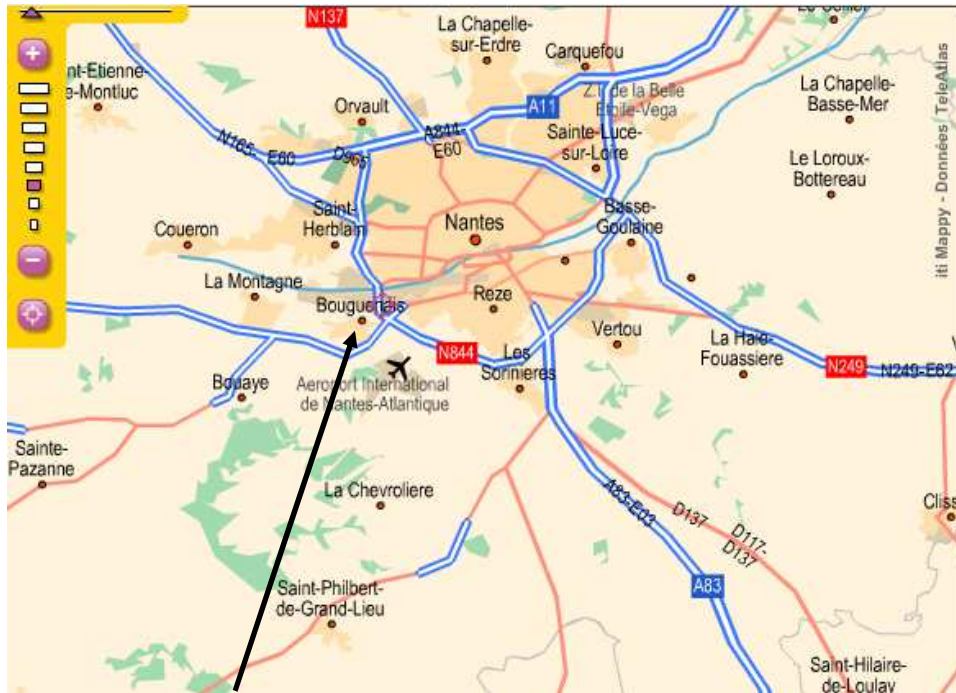 N137
La Chapelle-
sur-Erdre
Carquefou
nt-Etienne-
e-Montluc
Orvault
A11
Z.I. de la Belle
Etoile-Vega
La Chapelle-
Basse-Mer
A844-
E60
Sainte-Luce-
sur-Loire
N165-
E60
D965
Le Loroux-
Bottereau
Saint-
Herblain
Nantes
Basse-
Goulaine
Coueron
iti Mappy - Données TeleAtlas
La Montagne
Bouguenais
Reze
Vertou
La Haie-
Fouassiere
N844
Les
Sorinieres
N249
N249-E62
Bouaye
Aeroport International
de Nantes-Atlantique
Sainte-
Pazanne
La Chevroliere
A83-E03
D137
D117-
D137
Cliss
A83
Saint-Philbert-
de-Grand-Lieu
Saint-Hilaire-
de-Loulay